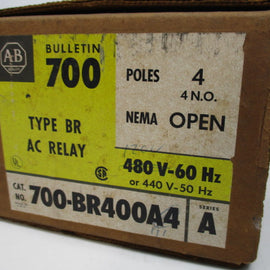 A-B
BULLETIN
700
POLES 4
4 N.O.
NEMA OPEN
TYPE BR
AC RELAY
480 V-60 Hz
or 440 V-50 Hz
CAT. NO. 700-BR400A4
SERIES A